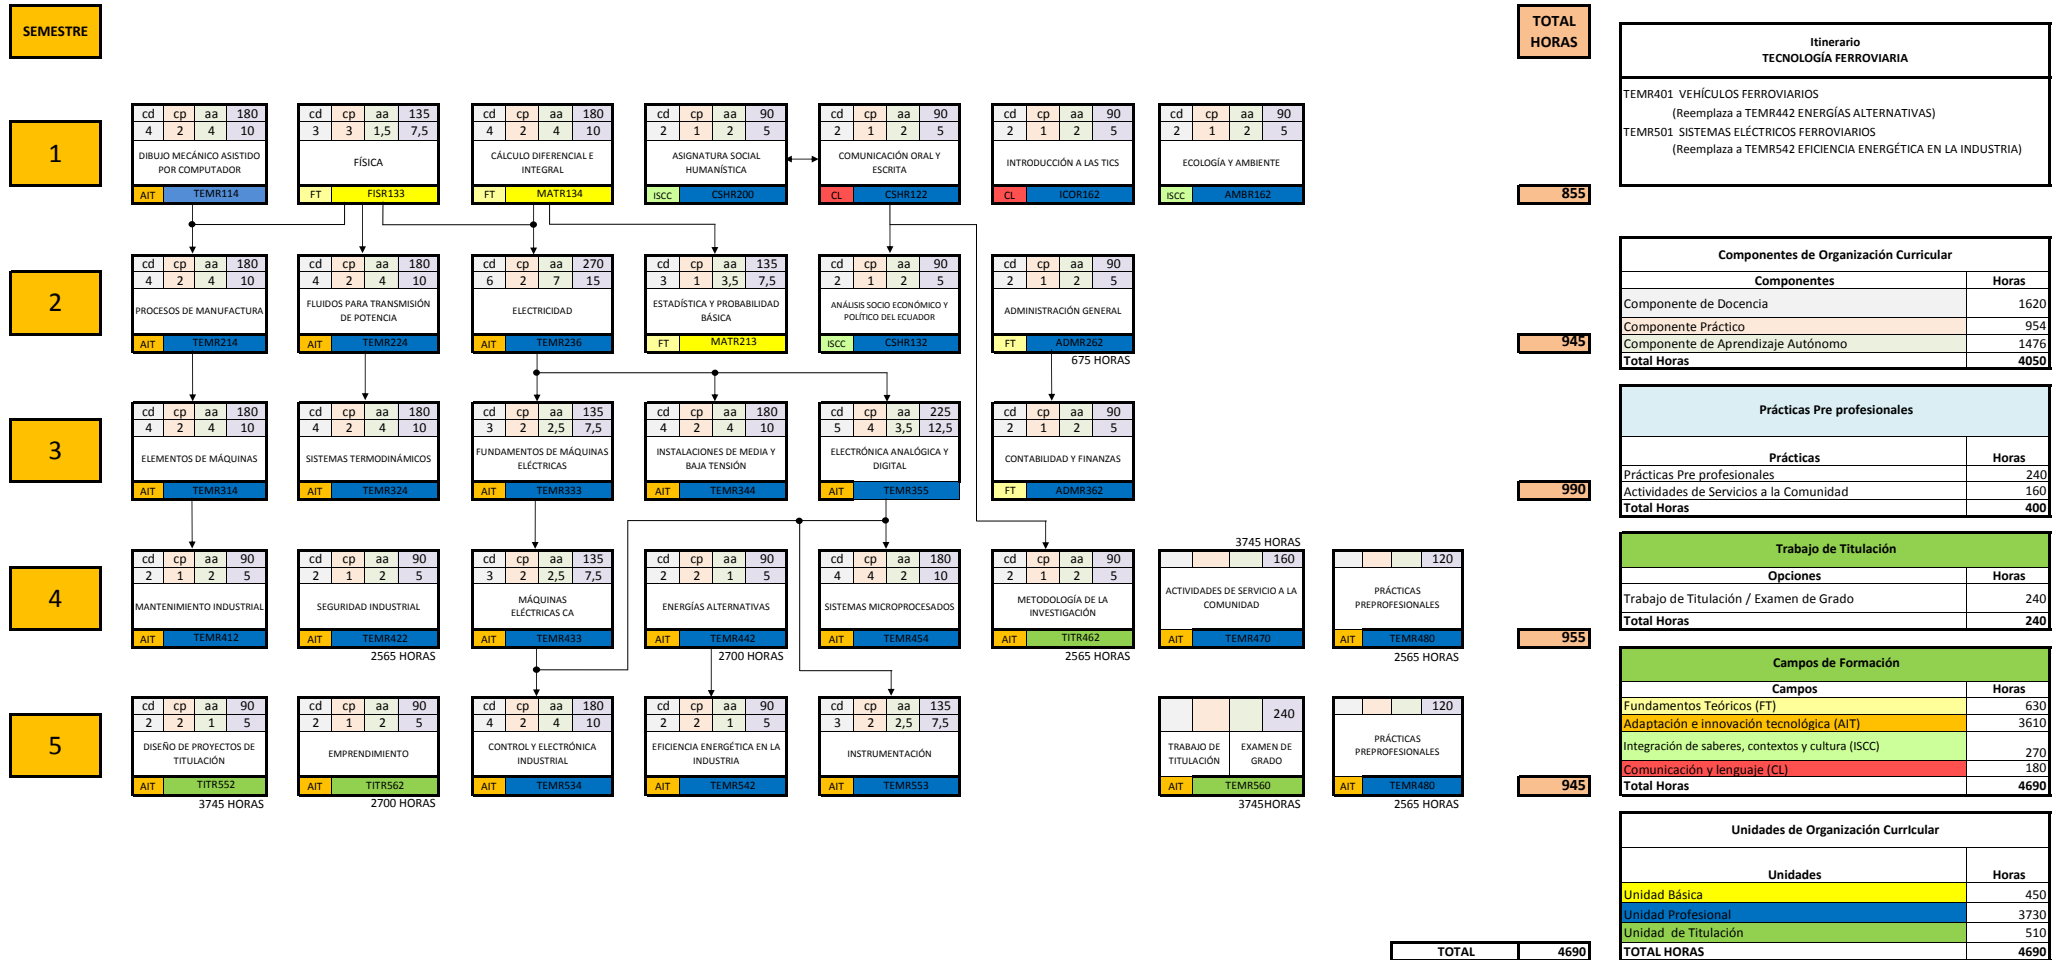 SEMESTRE
TOTAL
HORAS
Itinerario
TECNOLOGÍA FERROVIARIA
TEMR401 VEHÍCULOS FERROVIARIOS
(Reemplaza a TEMR442 ENERGÍAS ALTERNATIVAS)
TEMR501 SISTEMAS ELÉCTRICOS FERROVIARIOS
(Reemplaza a TEMR542 EFICIENCIA ENERGÉTICA EN LA INDUSTRIA)
1
cd cp aa 180
4 2 4 10
DIBUJO MECÁNICO ASISTIDO
POR COMPUTADOR
AIT TEMR114
cd cp aa 135
3 3 1,5 7,5
FÍSICA
FT FISR133
cd cp aa 180
4 2 4 10
CÁLCULO DIFERENCIAL E
INTEGRAL
FT MATR134
cd cp aa 90
2 1 2 5
ASIGNATURA SOCIAL
HUMANÍSTICA
ISCC CSHR200
cd cp aa 90
2 1 2 5
COMUNICACIÓN ORAL Y
ESCRITA
CL CSHR122
cd cp aa 90
2 1 2 5
INTRODUCCIÓN A LAS TICS
CL ICOR162
cd cp aa 90
2 1 2 5
ECOLOGÍA Y AMBIENTE
ISCC AMBR162
855
2
cd cp aa 180
4 2 4 10
PROCESOS DE MANUFACTURA
AIT TEMR214
cd cp aa 180
4 2 4 10
FLUIDOS PARA TRANSMISIÓN
DE POTENCIA
AIT TEMR224
cd cp aa 270
6 2 7 15
ELECTRICIDAD
AIT TEMR236
cd cp aa 135
3 1 3,5 7,5
ESTADÍSTICA Y PROBABILIDAD
BÁSICA
FT MATR213
cd cp aa 90
2 1 2 5
ANÁLISIS SOCIO ECONÓMICO Y
POLÍTICO DEL ECUADOR
ISCC CSHR132
cd cp aa 90
2 1 2 5
ADMINISTRACIÓN GENERAL
FT ADMR262
675 HORAS
945
3
cd cp aa 180
4 2 4 10
ELEMENTOS DE MÁQUINAS
AIT TEMR314
cd cp aa 180
4 2 4 10
SISTEMAS TERMODINÁMICOS
AIT TEMR324
cd cp aa 135
3 2 2,5 7,5
FUNDAMENTOS DE MÁQUINAS
ELÉCTRICAS
AIT TEMR333
cd cp aa 180
4 2 4 10
INSTALACIONES DE MEDIA Y
BAJA TENSIÓN
AIT TEMR344
cd cp aa 225
5 4 3,5 12,5
ELECTRÓNICA ANALÓGICA Y
DIGITAL
AIT TEMR355
cd cp aa 90
2 1 2 5
CONTABILIDAD Y FINANZAS
FT ADMR362
990
4
cd cp aa 90
2 1 2 5
MANTENIMIENTO INDUSTRIAL
AIT TEMR412
cd cp aa 90
2 1 2 5
SEGURIDAD INDUSTRIAL
AIT TEMR422
2565 HORAS
cd cp aa 135
3 2 2,5 7,5
MÁQUINAS
ELÉCTRICAS CA
AIT TEMR433
cd cp aa 90
2 2 1 5
ENERGÍAS ALTERNATIVAS
AIT TEMR442
2700 HORAS
cd cp aa 180
4 4 2 10
SISTEMAS MICROPROCESADOS
AIT TEMR454
cd cp aa 90
2 1 2 5
METODOLOGÍA DE LA
INVESTIGACIÓN
AIT TITR462
2565 HORAS
3745 HORAS
160
ACTIVIDADES DE SERVICIO A LA
COMUNIDAD
AIT TEMR470
120
PRÁCTICAS
PREPROFESIONALES
AIT TEMR480
2565 HORAS
955
5
cd cp aa 90
2 2 1 5
DISEÑO DE PROYECTOS DE
TITULACIÓN
AIT TITR552
3745 HORAS
cd cp aa 90
2 1 2 5
EMPRENDIMIENTO
AIT TITR562
2700 HORAS
cd cp aa 180
4 2 4 10
CONTROL Y ELECTRÓNICA
INDUSTRIAL
AIT TEMR534
cd cp aa 90
2 2 1 5
EFICIENCIA ENERGÉTICA EN LA
INDUSTRIA
AIT TEMR542
cd cp aa 135
3 2 2,5 7,5
INSTRUMENTACIÓN
AIT TEMR553
240
TRABAJO DE
TITULACIÓN
EXAMEN DE
GRADO
AIT TEMR560
3745HORAS
120
PRÁCTICAS
PREPROFESIONALES
AIT TEMR480
2565 HORAS
945
Componentes de Organización Curricular
Componentes Horas
Componente de Docencia 1620
Componente Práctico 954
Componente de Aprendizaje Autónomo 1476
Total Horas 4050
Prácticas Pre profesionales
Prácticas Horas
Prácticas Pre profesionales 240
Actividades de Servicios a la Comunidad 160
Total Horas 400
Trabajo de Titulación
Opciones Horas
Trabajo de Titulación / Examen de Grado 240
Total Horas 240
Campos de Formación
Campos Horas
Fundamentos Teóricos (FT) 630
Adaptación e innovación tecnológica (AIT) 3610
Integración de saberes, contextos y cultura (ISCC) 270
Comunicación y lenguaje (CL) 180
Total Horas 4690
Unidades de Organización CurrIcular
Unidades Horas
Unidad Básica 450
Unidad Profesional 3730
Unidad de Titulación 510
TOTAL HORAS 4690
TOTAL 4690